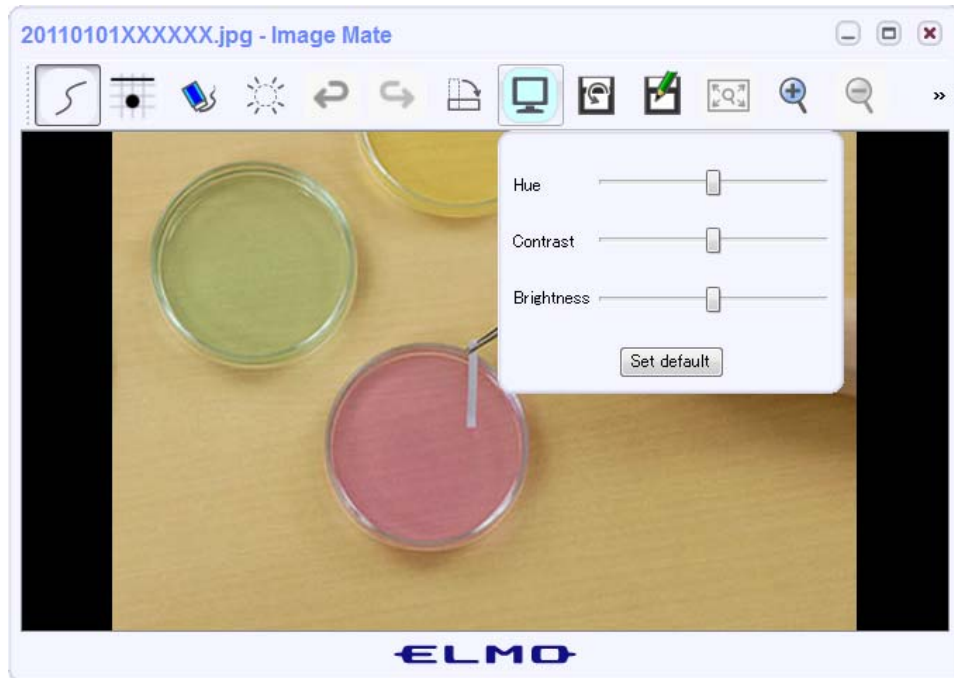 20110101XXXXXX.jpg - Image Mate
»
Hue
Contrast
Brightness
Set default
ELMO